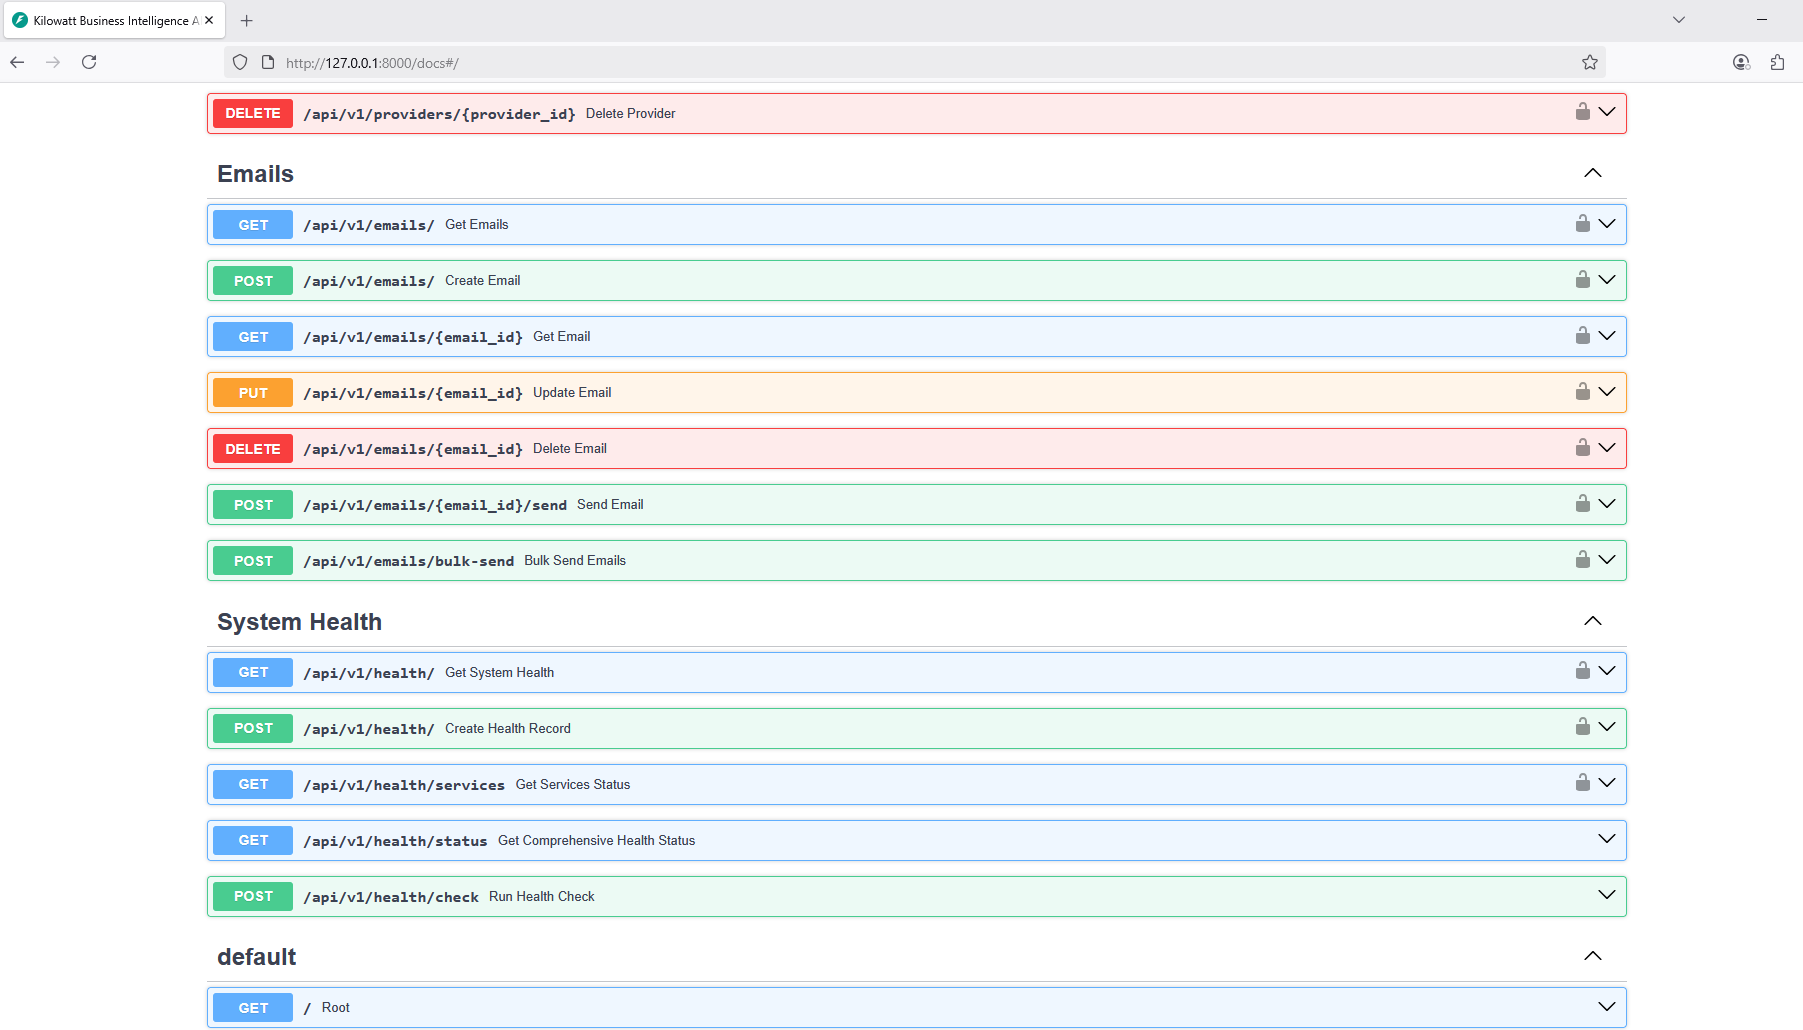 Kilowatt Business Intelligence A
http://127.0.0.1:8000/docs#/
DELETE /api/v1/providers/{provider_id} Delete Provider
Emails
GET /api/v1/emails/ Get Emails
POST /api/v1/emails/ Create Email
GET /api/v1/emails/{email_id} Get Email
PUT /api/v1/emails/{email_id} Update Email
DELETE /api/v1/emails/{email_id} Delete Email
POST /api/v1/emails/{email_id}/send Send Email
POST /api/v1/emails/bulk-send Bulk Send Emails
System Health
GET /api/v1/health/ Get System Health
POST /api/v1/health/ Create Health Record
GET /api/v1/health/services Get Services Status
GET /api/v1/health/status Get Comprehensive Health Status
POST /api/v1/health/check Run Health Check
default
GET / Root